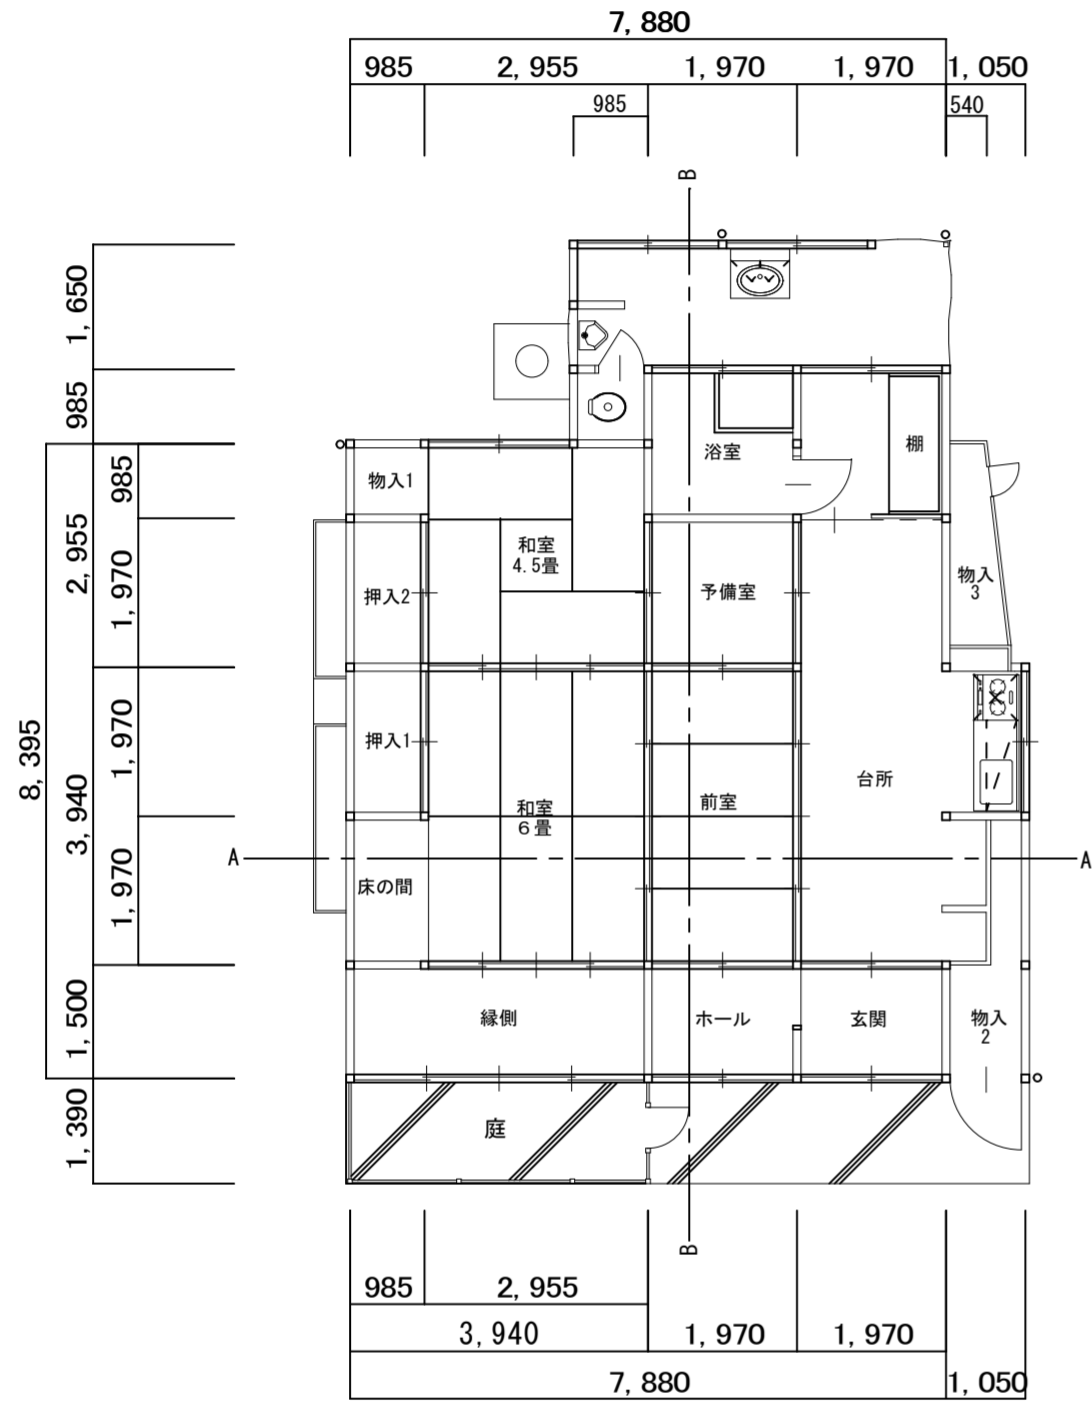 7,880
985 2,955 1,970 1,970 1,050
985 540
B
1,650
985
985
2,955
1,970
1,970
8,395
3,940
1,970
1,500
1,390
浴室
棚
物入1
和室
4.5畳
押入2
予備室
物入
3
押入1
台所
和室
6畳
前室
A
A
床の間
縁側
ホール
玄関
物入
2
庭
B
985 2,955
3,940 1,970 1,970
7,880 1,050